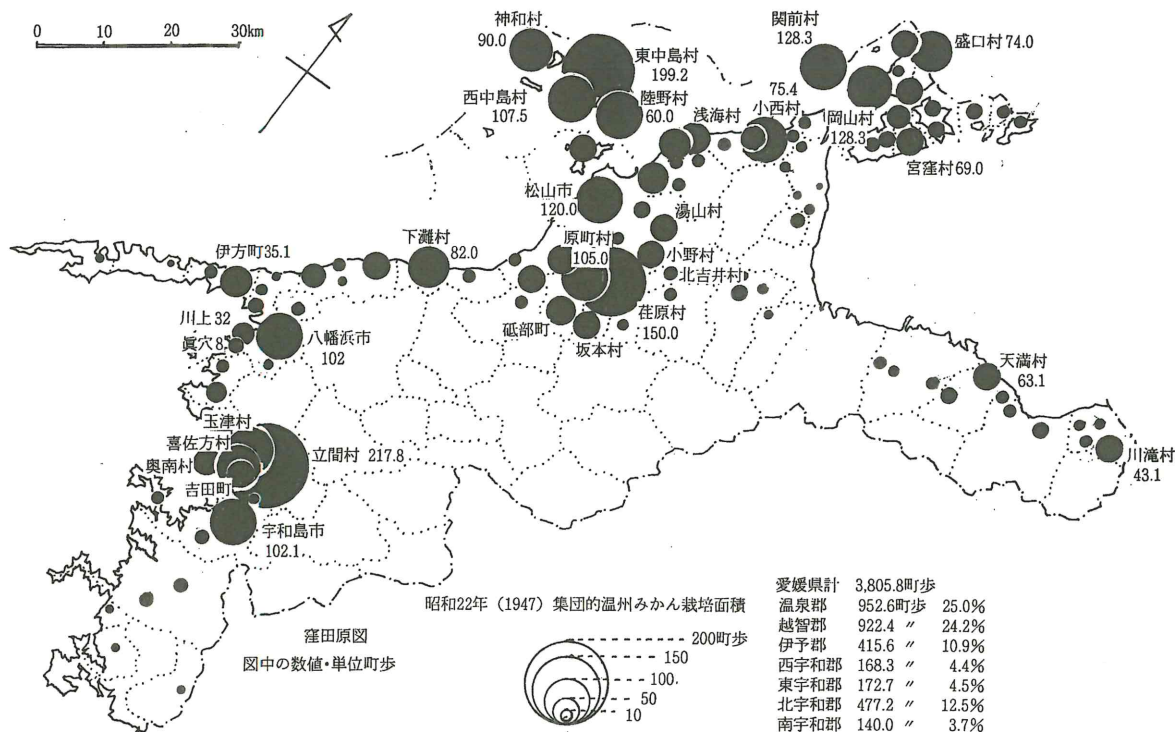 0 10 20 30km
神和村
90.0
東中島村
199.2
西中島村
107.5
陸野村
60.0
関前村
128.3
盛口村 74.0
75.4
小西村
浅海村
岡山村
128.3
宮窪村 69.0
松山市
120.0
湯山村
原町村
105.0
小野村
北吉井村
荏原村
150.0
砥部町
坂本村
下灘村
82.0
伊方町35.1
川上32
眞穴8
八幡浜市
102
玉津村
喜佐方村
奥南村
吉田町
立間村 217.8
宇和島市
102.1
天満村
63.1
川滝村
43.1
昭和22年(1947)集団的温州みかん栽培面積
窪田原図
図中の数値・単位町歩
200町歩
150
100
50
10
愛媛県計 3,805.8町歩
温泉郡 952.6町歩 25.0%
越智郡 922.4 〃 24.2%
伊予郡 415.6 〃 10.9%
西宇和郡 168.3 〃 4.4%
東宇和郡 172.7 〃 4.5%
北宇和郡 477.2 〃 12.5%
南宇和郡 140.0 〃 3.7%